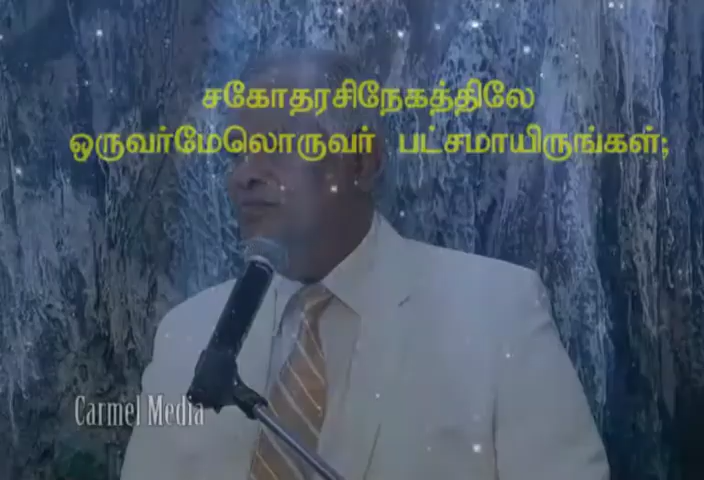 சகோதரசிநேகத்திலே
ஒருவர்மேலொருவர் பட்சமாயிருங்கள்;
Carmel Media